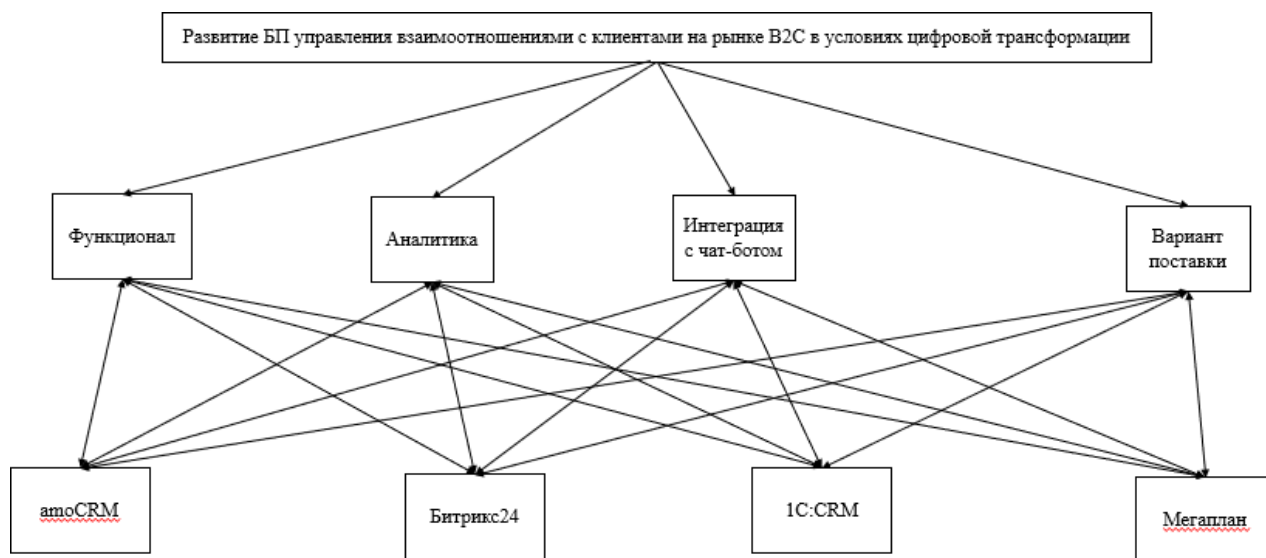 Развитие БП управления взаимоотношениями с клиентами на рынке B2C в условиях цифровой трансформации
Функционал
Аналитика
Интеграция
с чат-ботом
Вариант
поставки
amoCRM
Битрикс24
1С:CRM
Мегаплан